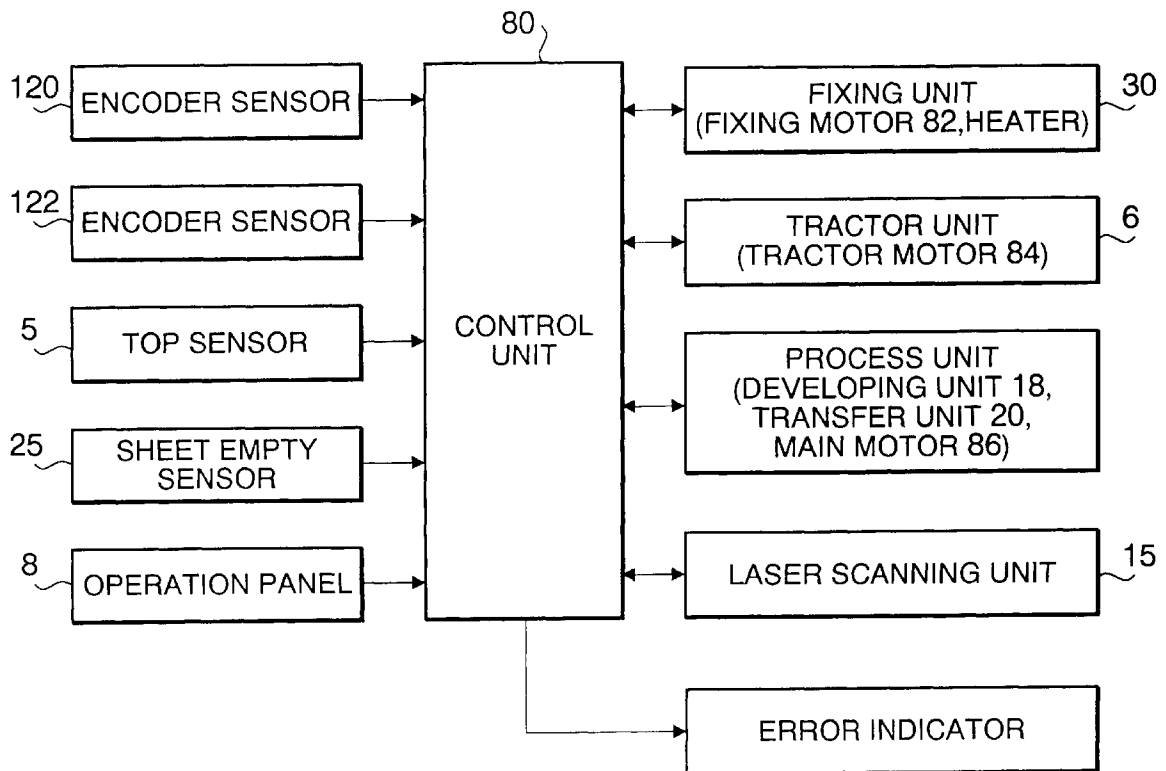 80
120
ENCODER SENSOR
122
ENCODER SENSOR
5
TOP SENSOR
25
SHEET EMPTY
SENSOR
8
OPERATION PANEL
CONTROL
UNIT
FIXING UNIT
(FIXING MOTOR 82,HEATER)
30
TRACTOR UNIT
(TRACTOR MOTOR 84)
6
PROCESS UNIT
(DEVELOPING UNIT 18,
TRANSFER UNIT 20,
MAIN MOTOR 86)
LASER SCANNING UNIT
15
ERROR INDICATOR